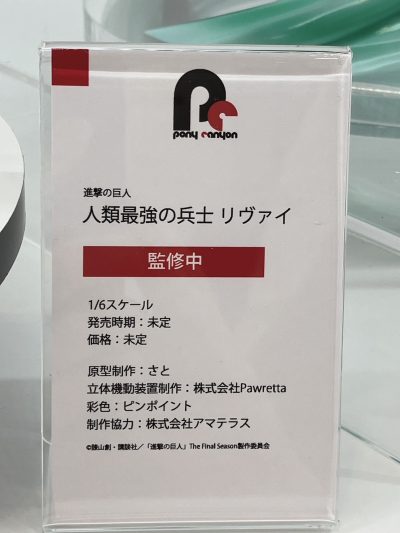 pony canyon
進撃の巨人
人類最強の兵士 リヴァイ
監修中
1/6スケール
発売時期：未定
価格：未定
原型制作：さと
立体機動装置制作：株式会社Pawretta
彩色：ピンポイント
制作協力：株式会社アマテラス
©諫山創・講談社／「進撃の巨人」The Final Season製作委員会